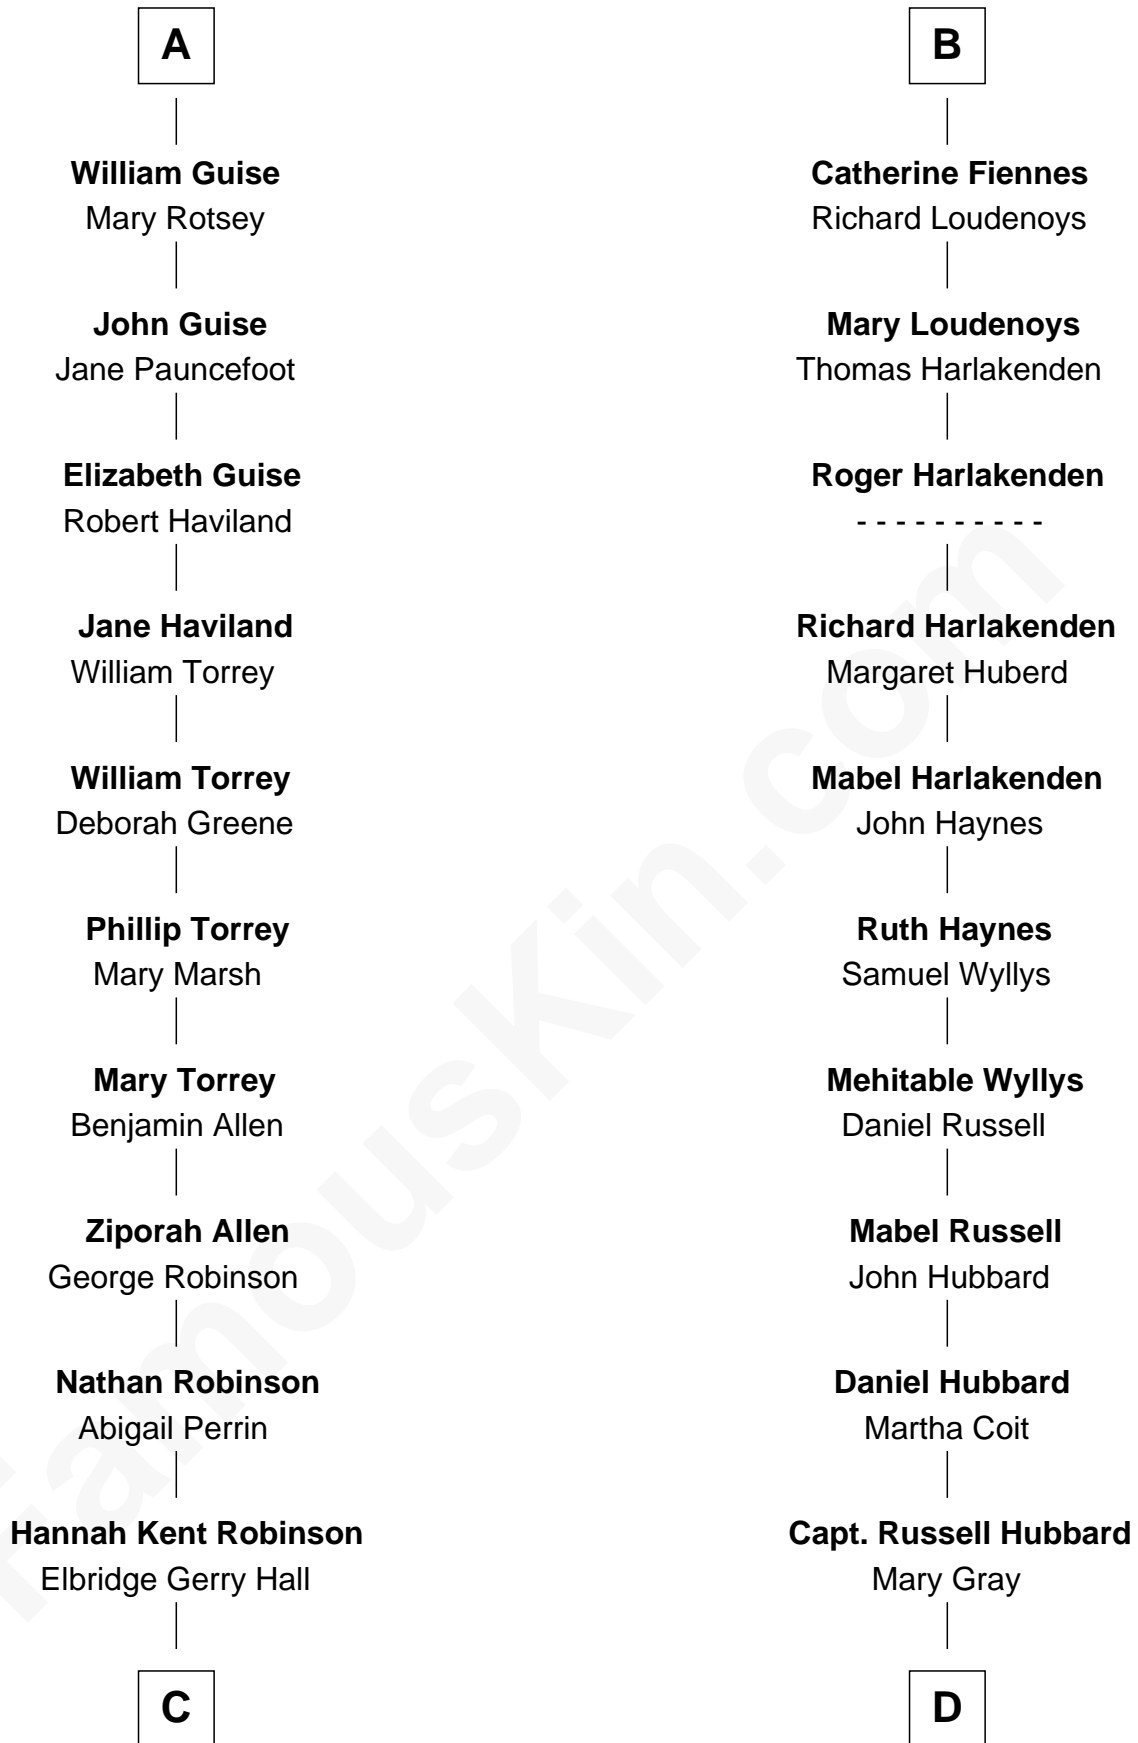 A
William Guise
Mary Rotsey
John Guise
Jane Pauncefoot
Elizabeth Guise
Robert Haviland
Jane Haviland
William Torrey
William Torrey
Deborah Greene
Phillip Torrey
Mary Marsh
Mary Torrey
Benjamin Allen
Ziporah Allen
George Robinson
Nathan Robinson
Abigail Perrin
Hannah Kent Robinson
Elbridge Gerry Hall
C
B
Catherine Fiennes
Richard Loudenoys
Mary Loudenoys
Thomas Harlakenden
Roger Harlakenden
- - - - - - - - - -
Richard Harlakenden
Margaret Huberd
Mabel Harlakenden
John Haynes
Ruth Haynes
Samuel Wyllys
Mehitable Wyllys
Daniel Russell
Mabel Russell
John Hubbard
Daniel Hubbard
Martha Coit
Capt. Russell Hubbard
Mary Gray
D
FamousKin.com